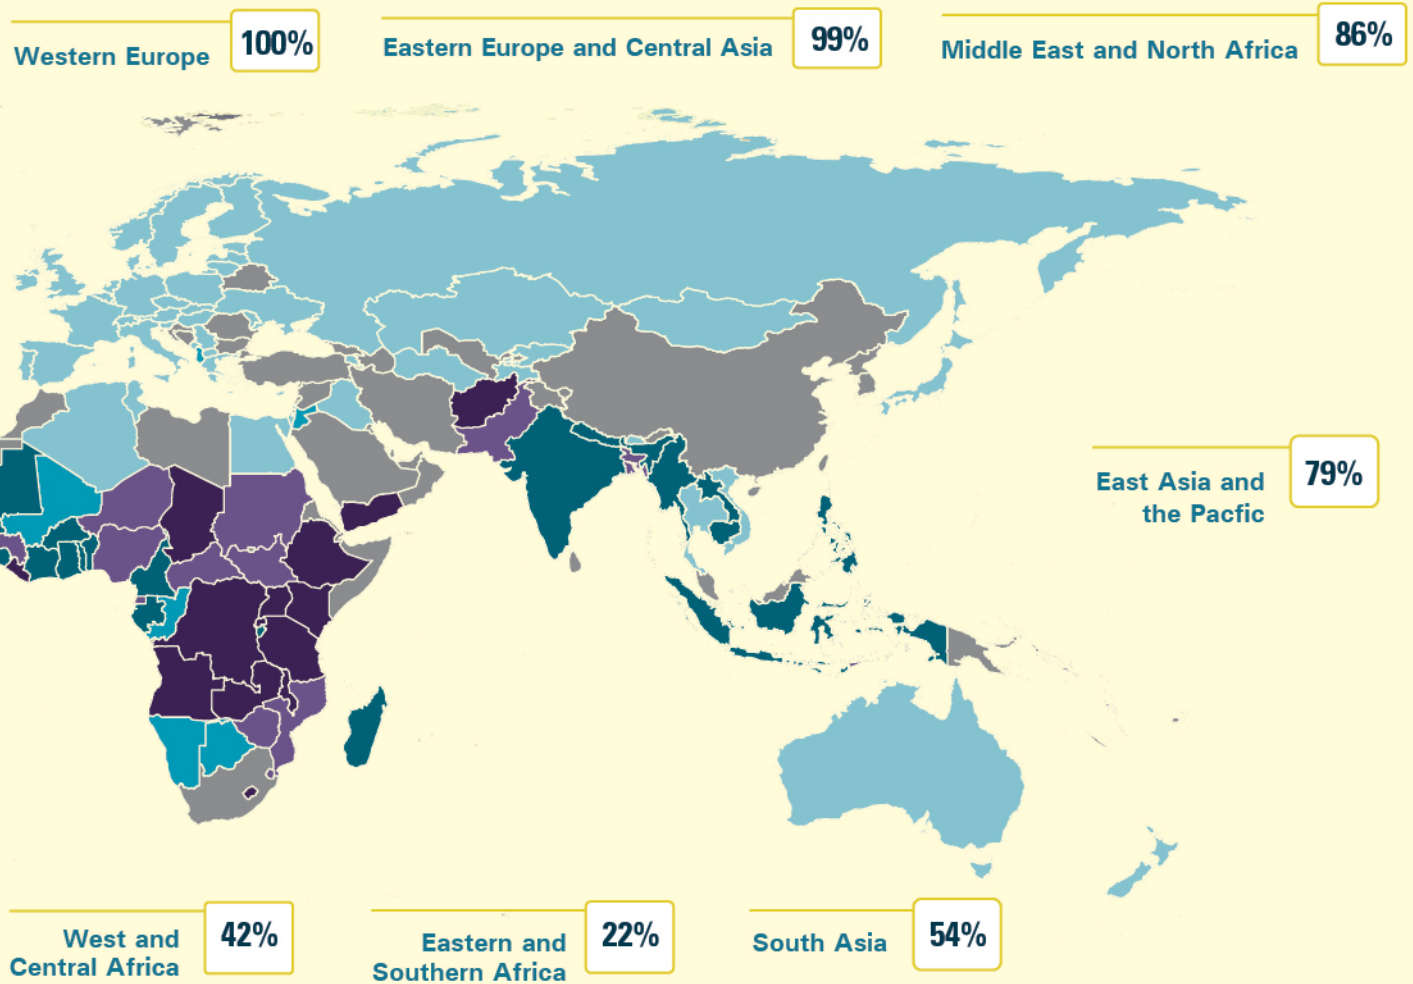 Western Europe
100%
Eastern Europe and Central Asia
99%
Middle East and North Africa
86%
East Asia and
the Pacfic
79%
West and
Central Africa
42%
Eastern and
Southern Africa
22%
South Asia
54%